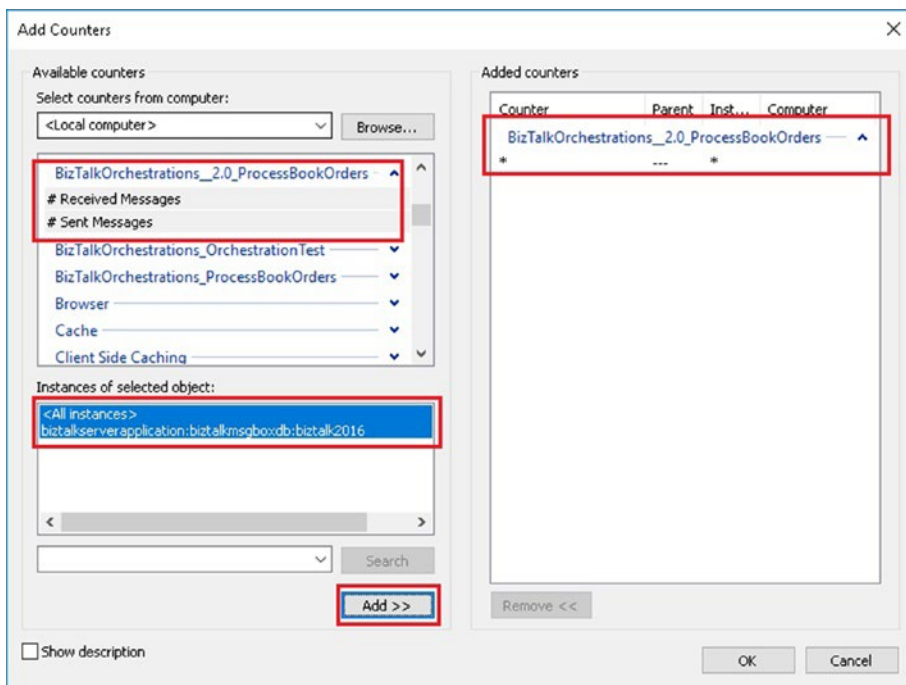 Add Counters
Available counters
Select counters from computer:
<Local computer>
Browse...
BizTalkOrchestrations__2.0_ProcessBookOrders
# Received Messages
# Sent Messages
BizTalkOrchestrations_OrchestrationTest
BizTalkOrchestrations_ProcessBookOrders
Browser
Cache
Client Side Caching
Instances of selected object:
<All instances>
biztalkserverapplication:biztalkmsgboxdb:biztalk2016
Search
Add >>
Show description
Added counters
Counter Parent Inst... Computer
BizTalkOrchestrations__2.0_ProcessBookOrders
* --- *
Remove <<
OK Cancel